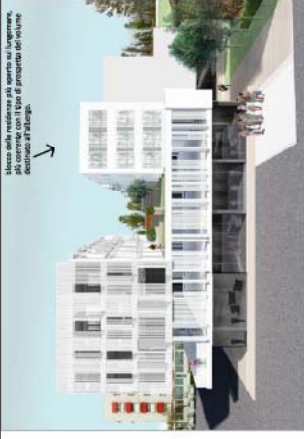 blocco delle residenze più aperto sul lungomare,
più coerente con il tipo di prospetto del volume
destinato all'albergo.